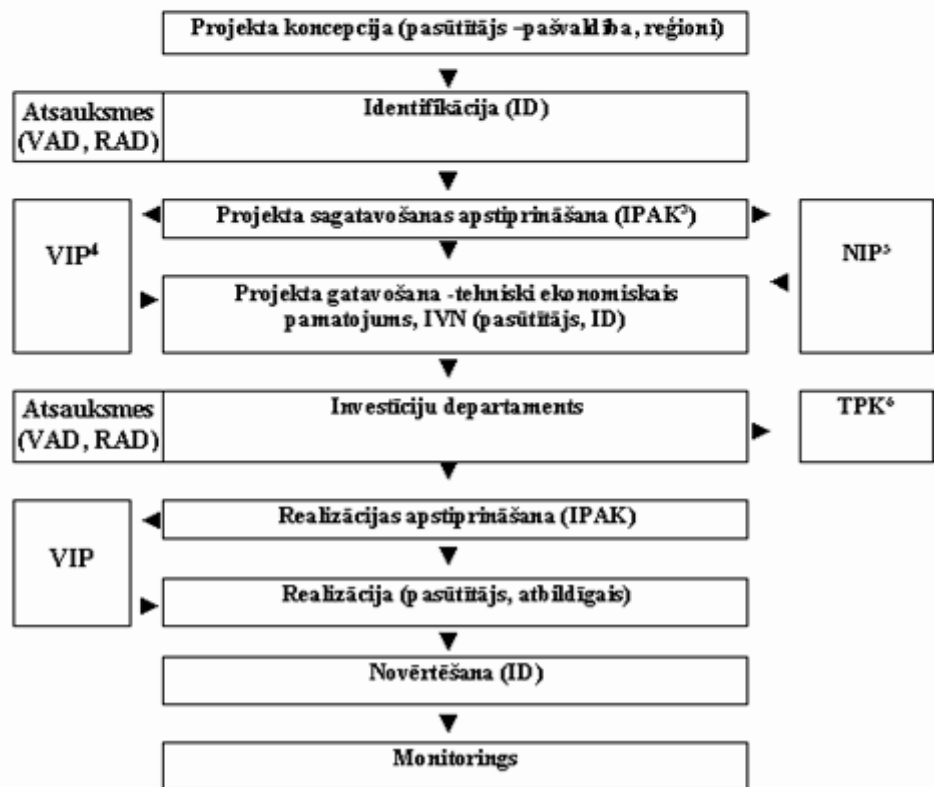 Projekta koncepcija (pasūtītājs –pašvaldība, reģioni)
Atsauksmes
(VAD, RAD)
Identifikācija (ID)
Projekta sagatavošanas apstiprināšana (IPAK³)
VIP⁴
NIP⁵
Projekta gatavošana -tehniski ekonomiskais
pamatojums, IVN (pasūtītājs, ID)
Atsauksmes
(VAD, RAD)
Investīciju departaments
TPK⁶
Realizācijas apstiprināšana (IPAK)
VIP
Realizācija (pasūtītājs, atbildīgais)
Novērtēšana (ID)
Monitorings